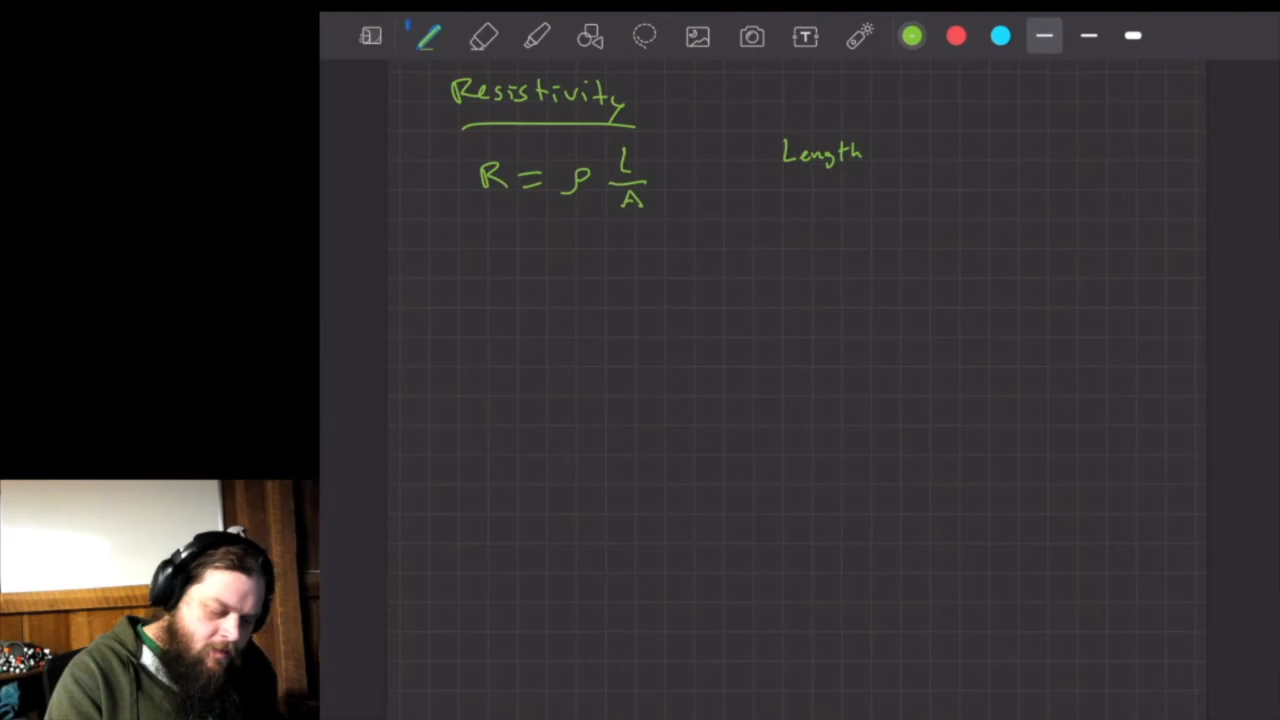 Resistivity
R = ρ L/A
Length